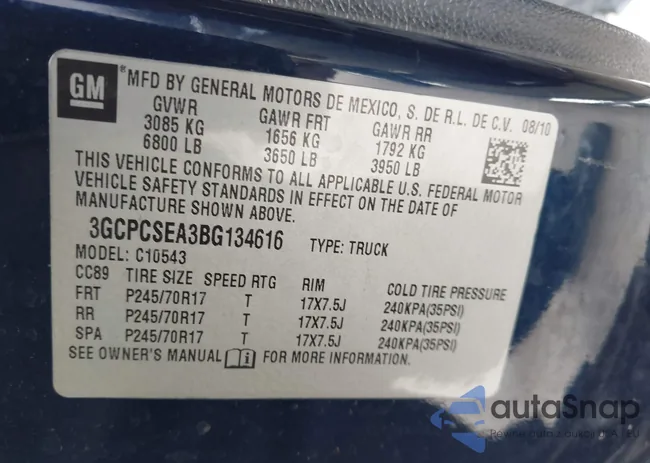 GM
®MFD BY GENERAL MOTORS DE MEXICO, S. DE R.L. DE C.V. 08/10
GVWR GAWR FRT GAWR RR
3085 KG 1656 KG 1792 KG
6800 LB 3650 LB 3950 LB
THIS VEHICLE CONFORMS TO ALL APPLICABLE U.S. FEDERAL MOTOR
VEHICLE SAFETY STANDARDS IN EFFECT ON THE DATE OF
MANUFACTURE SHOWN ABOVE.
3GCPCSEA3BG134616 TYPE: TRUCK
MODEL: C10543
CC89 TIRE SIZE SPEED RTG RIM COLD TIRE PRESSURE
FRT P245/70R17 T 17X7.5J 240KPA(35PSI)
RR P245/70R17 T 17X7.5J 240KPA(35PSI)
SPA P245/70R17 T 17X7.5J 240KPA(35PSI)
SEE OWNER'S MANUAL i FOR MORE INFORMATION.
autaSnap